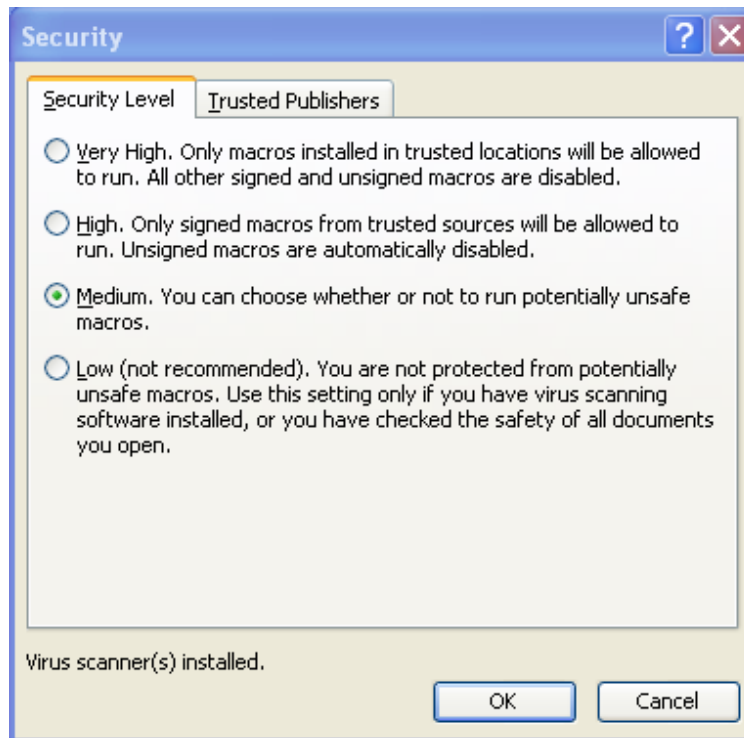 Security
Security Level
Trusted Publishers
Very High. Only macros installed in trusted locations will be allowed
to run. All other signed and unsigned macros are disabled.
High. Only signed macros from trusted sources will be allowed to
run. Unsigned macros are automatically disabled.
Medium. You can choose whether or not to run potentially unsafe
macros.
Low (not recommended). You are not protected from potentially
unsafe macros. Use this setting only if you have virus scanning
software installed, or you have checked the safety of all documents
you open.
Virus scanner(s) installed.
OK
Cancel